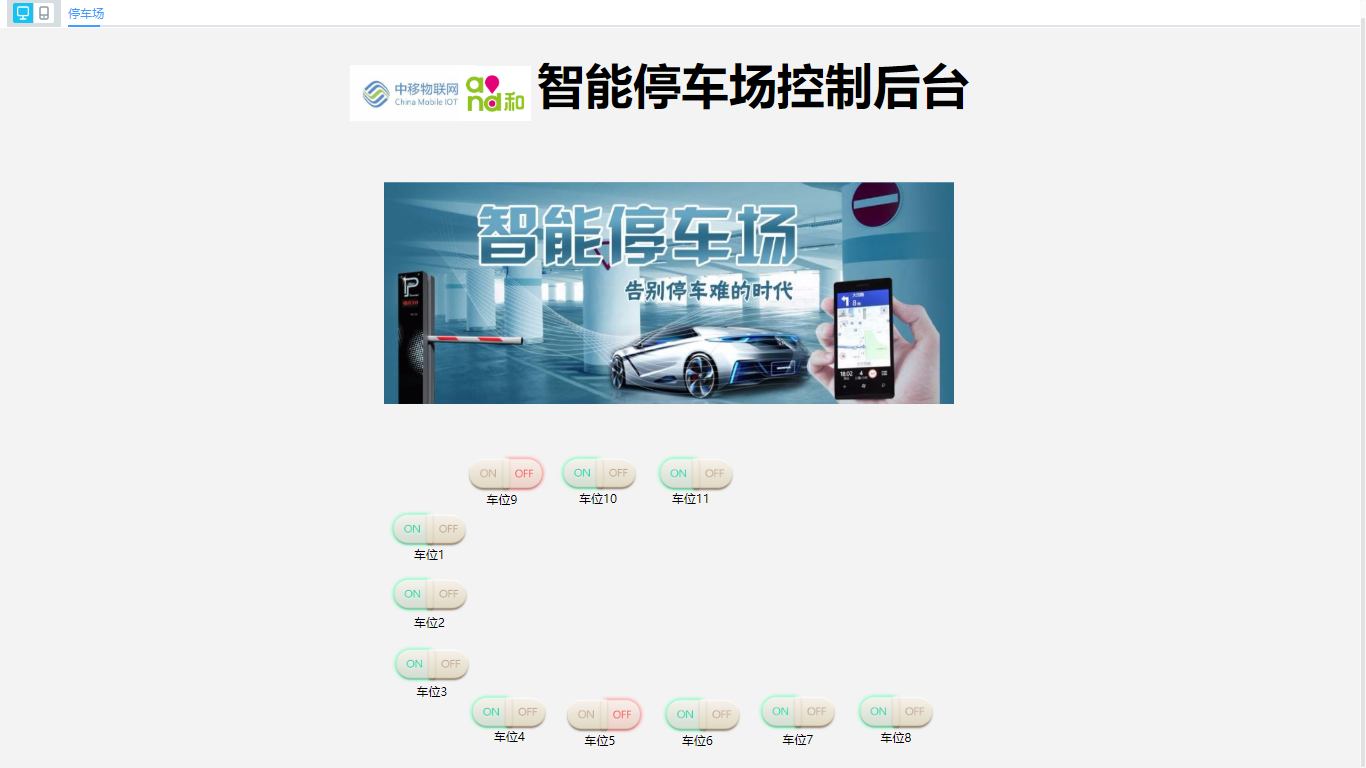 停车场
中移物联网
China Mobile IOT
and和
智能停车场控制后台
智能停车场
告别停车难的时代
8
18:02
4
ON OFF
ON OFF
ON OFF
车位9
车位10
车位11
ON OFF
车位1
ON OFF
车位2
ON OFF
车位3
ON OFF
ON OFF
ON OFF
ON OFF
ON OFF
车位4
车位5
车位6
车位7
车位8